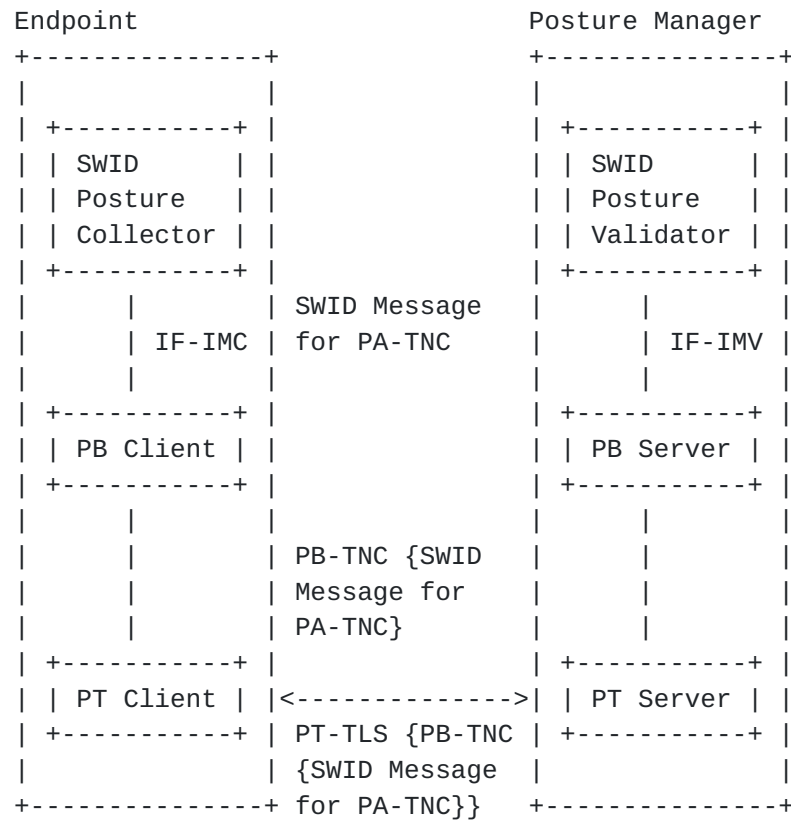 Endpoint Posture Manager
SWID SWID
Posture Posture
Collector Validator
SWID Message
IF-IMC for PA-TNC IF-IMV
PB Client PB Server
PB-TNC {SWID
Message for
PA-TNC}
PT Client PT Server
PT-TLS {PB-TNC
{SWID Message
for PA-TNC}}